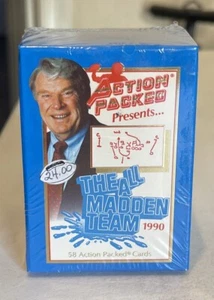 ACTION
PACKED®
Presents...
24.00
"THE ALL
MADDEN
TEAM
1990
58 Action Packed® Cards